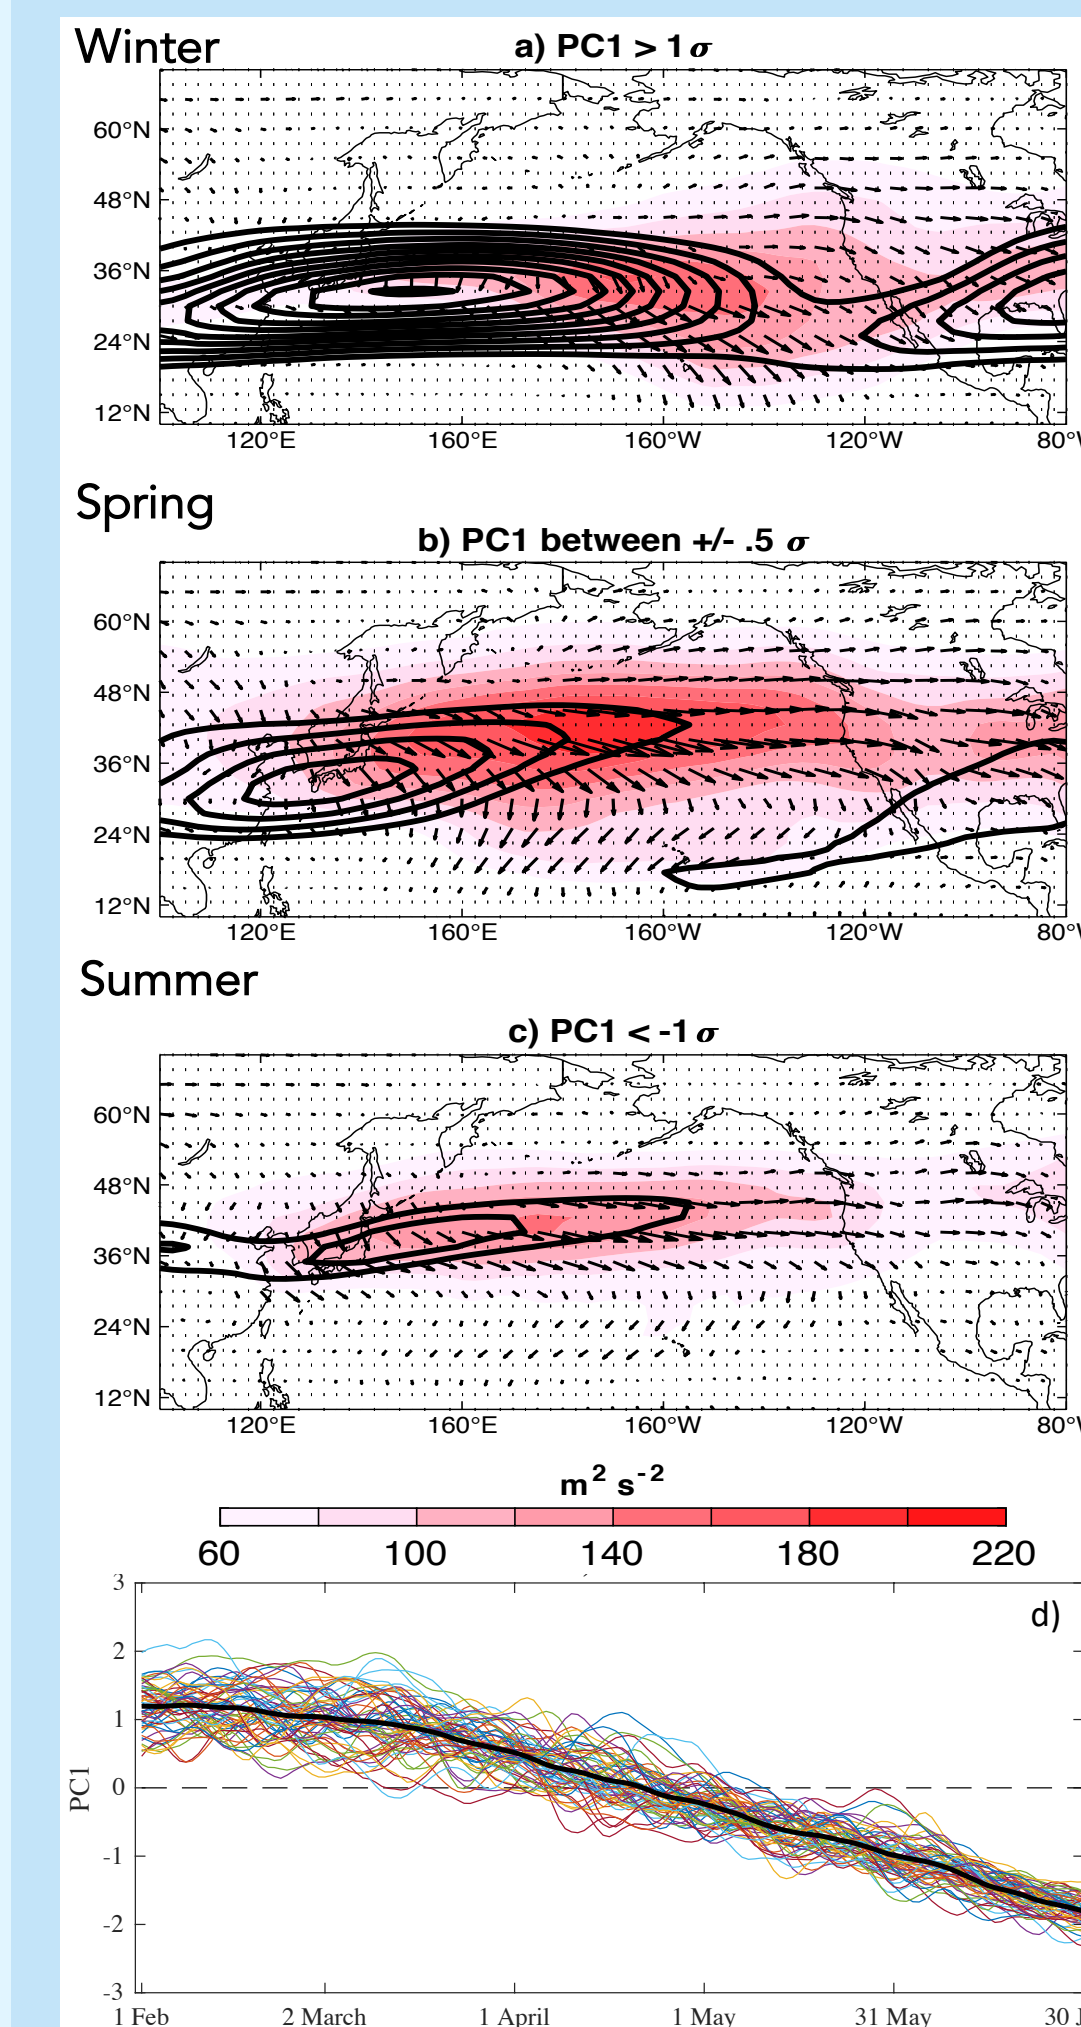 Winter
a) PC1 > 1 σ
60°N
48°N
36°N
24°N
12°N
120°E 160°E 160°W 120°W 80°W
Spring
b) PC1 between +/- .5 σ
60°N
48°N
36°N
24°N
12°N
120°E 160°E 160°W 120°W 80°W
Summer
c) PC1 < -1 σ
60°N
48°N
36°N
24°N
12°N
120°E 160°E 160°W 120°W 80°W
m² s⁻²
60 100 140 180 220
d)
3
2
1
0
-1
-2
-3
PC1
1 Feb 2 March 1 April 1 May 31 May 30 J